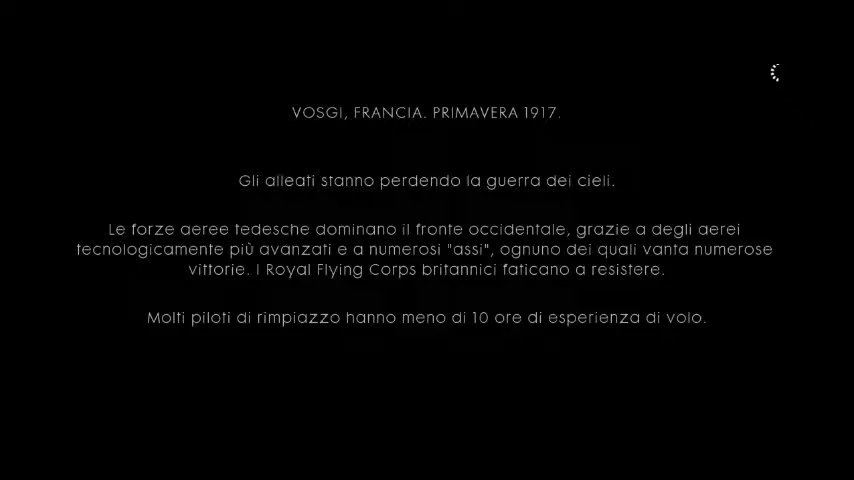 VOSGI, FRANCIA. PRIMAVERA 1917.
Gli alleati stanno perdendo la guerra dei cieli.
Le forze aeree tedesche dominano il fronte occidentale, grazie a degli aerei
tecnologicamente più avanzati e a numerosi "assi", ognuno dei quali vanta numerose
vittorie. I Royal Flying Corps britannici faticano a resistere.
Molti piloti di rimpiazzo hanno meno di 10 ore di esperienza di volo.